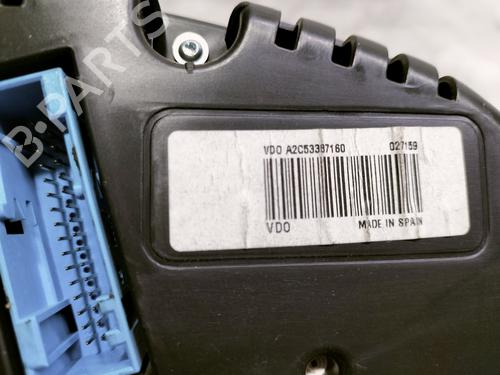 B-PARTS
VDO A2C53387160 027159
VDO MADE IN SPAIN